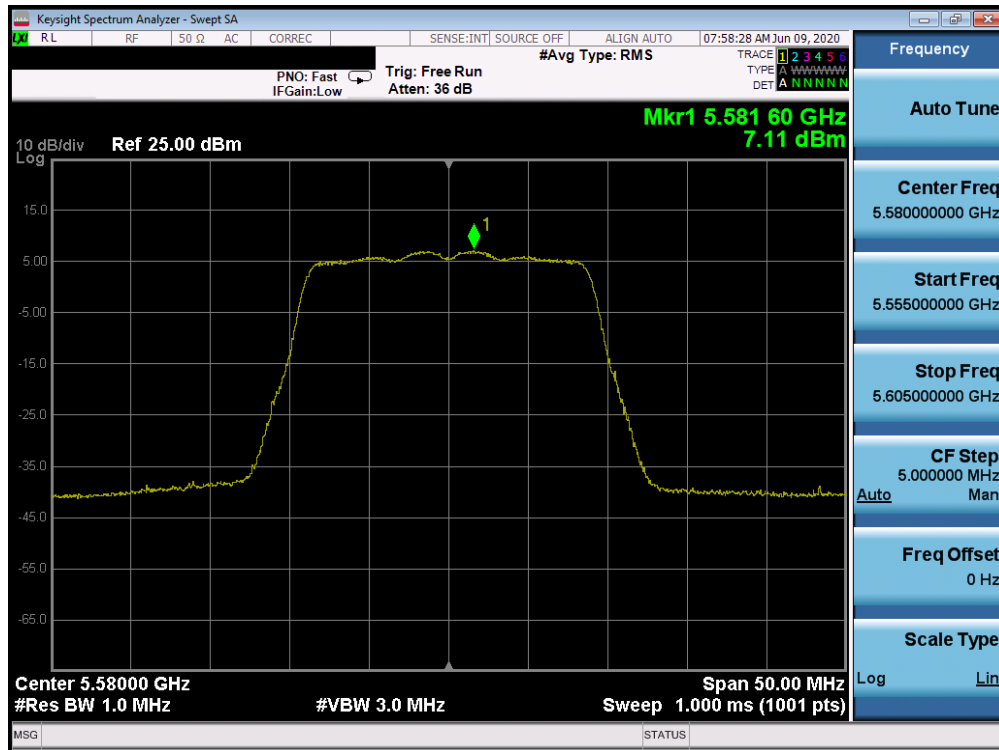 Keysight Spectrum Analyzer - Swept SA
LXI RL RF 50 Ω AC CORREC SENSE:INT SOURCE OFF ALIGN AUTO 07:58:28 AM Jun 09, 2020
#Avg Type: RMS
TRACE 1 2 3 4 5 6
TYPE A WWWWW
DET A N N N N N
PNO: Fast
IFGain:Low
Trig: Free Run
Atten: 36 dB
Mkr1 5.581 60 GHz
7.11 dBm
10 dB/div
Log
Ref 25.00 dBm
1
15.0
5.00
-5.00
-15.0
-25.0
-35.0
-45.0
-55.0
-65.0
Center 5.58000 GHz
Span 50.00 MHz
#Res BW 1.0 MHz
#VBW 3.0 MHz
Sweep 1.000 ms (1001 pts)
MSG
STATUS
Frequency
Auto Tune
Center Freq
5.580000000 GHz
Start Freq
5.555000000 GHz
Stop Freq
5.605000000 GHz
CF Step
5.000000 MHz
Auto Man
Freq Offset
0 Hz
Scale Type
Log Lin